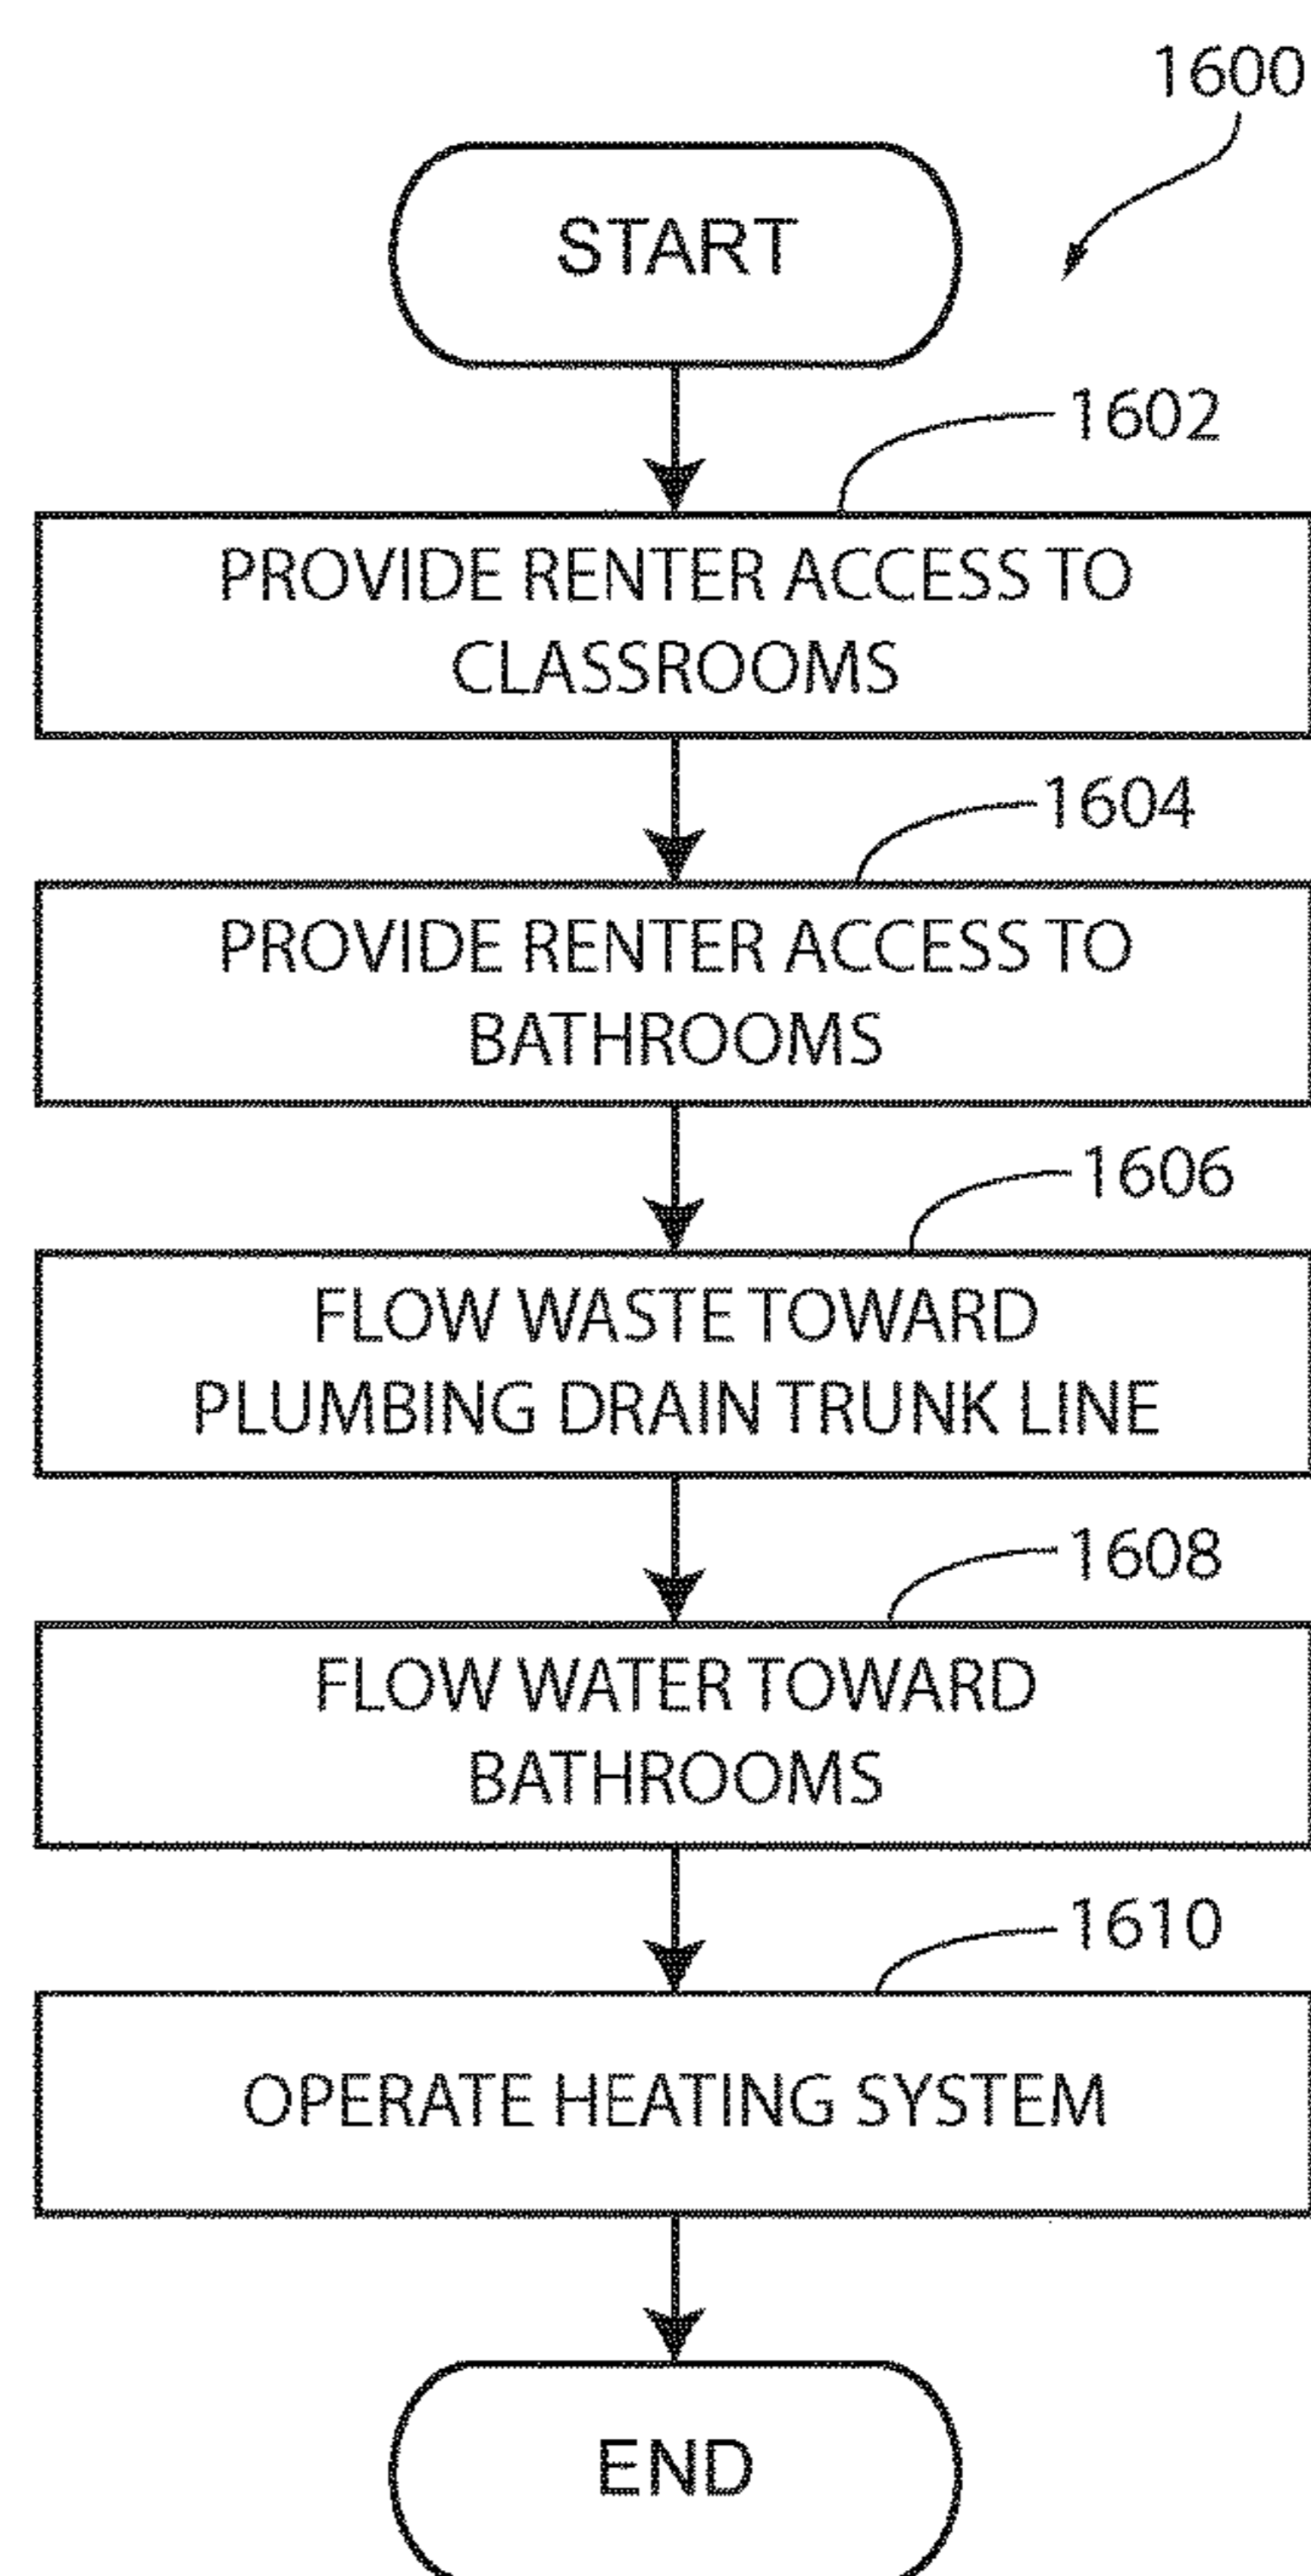 1600
START
1602
PROVIDE RENTER ACCESS TO
CLASSROOMS
1604
PROVIDE RENTER ACCESS TO
BATHROOMS
1606
FLOW WASTE TOWARD
PLUMBING DRAIN TRUNK LINE
1608
FLOW WATER TOWARD
BATHROOMS
1610
OPERATE HEATING SYSTEM
END